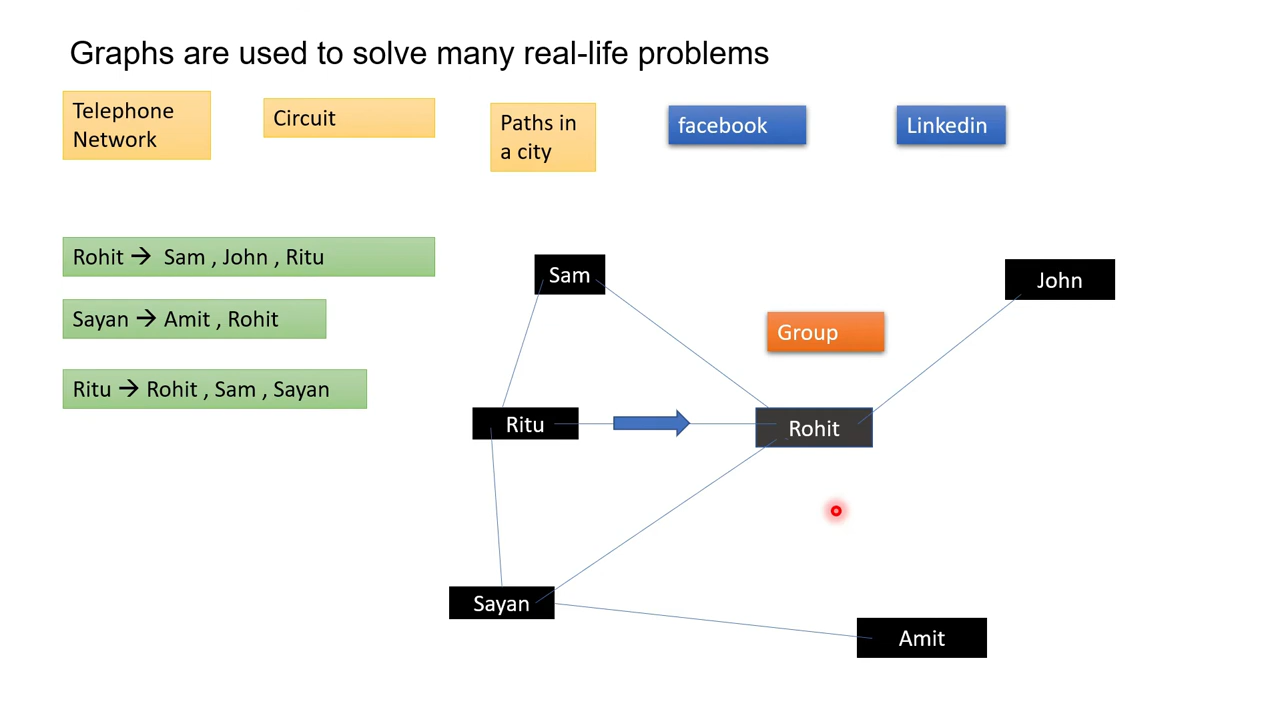 Graphs are used to solve many real-life problems
Telephone
Network
Circuit
Paths in
a city
facebook
Linkedin
Rohit → Sam , John , Ritu
Sayan → Amit , Rohit
Ritu → Rohit , Sam , Sayan
Sam
John
Group
Ritu
Rohit
Sayan
Amit